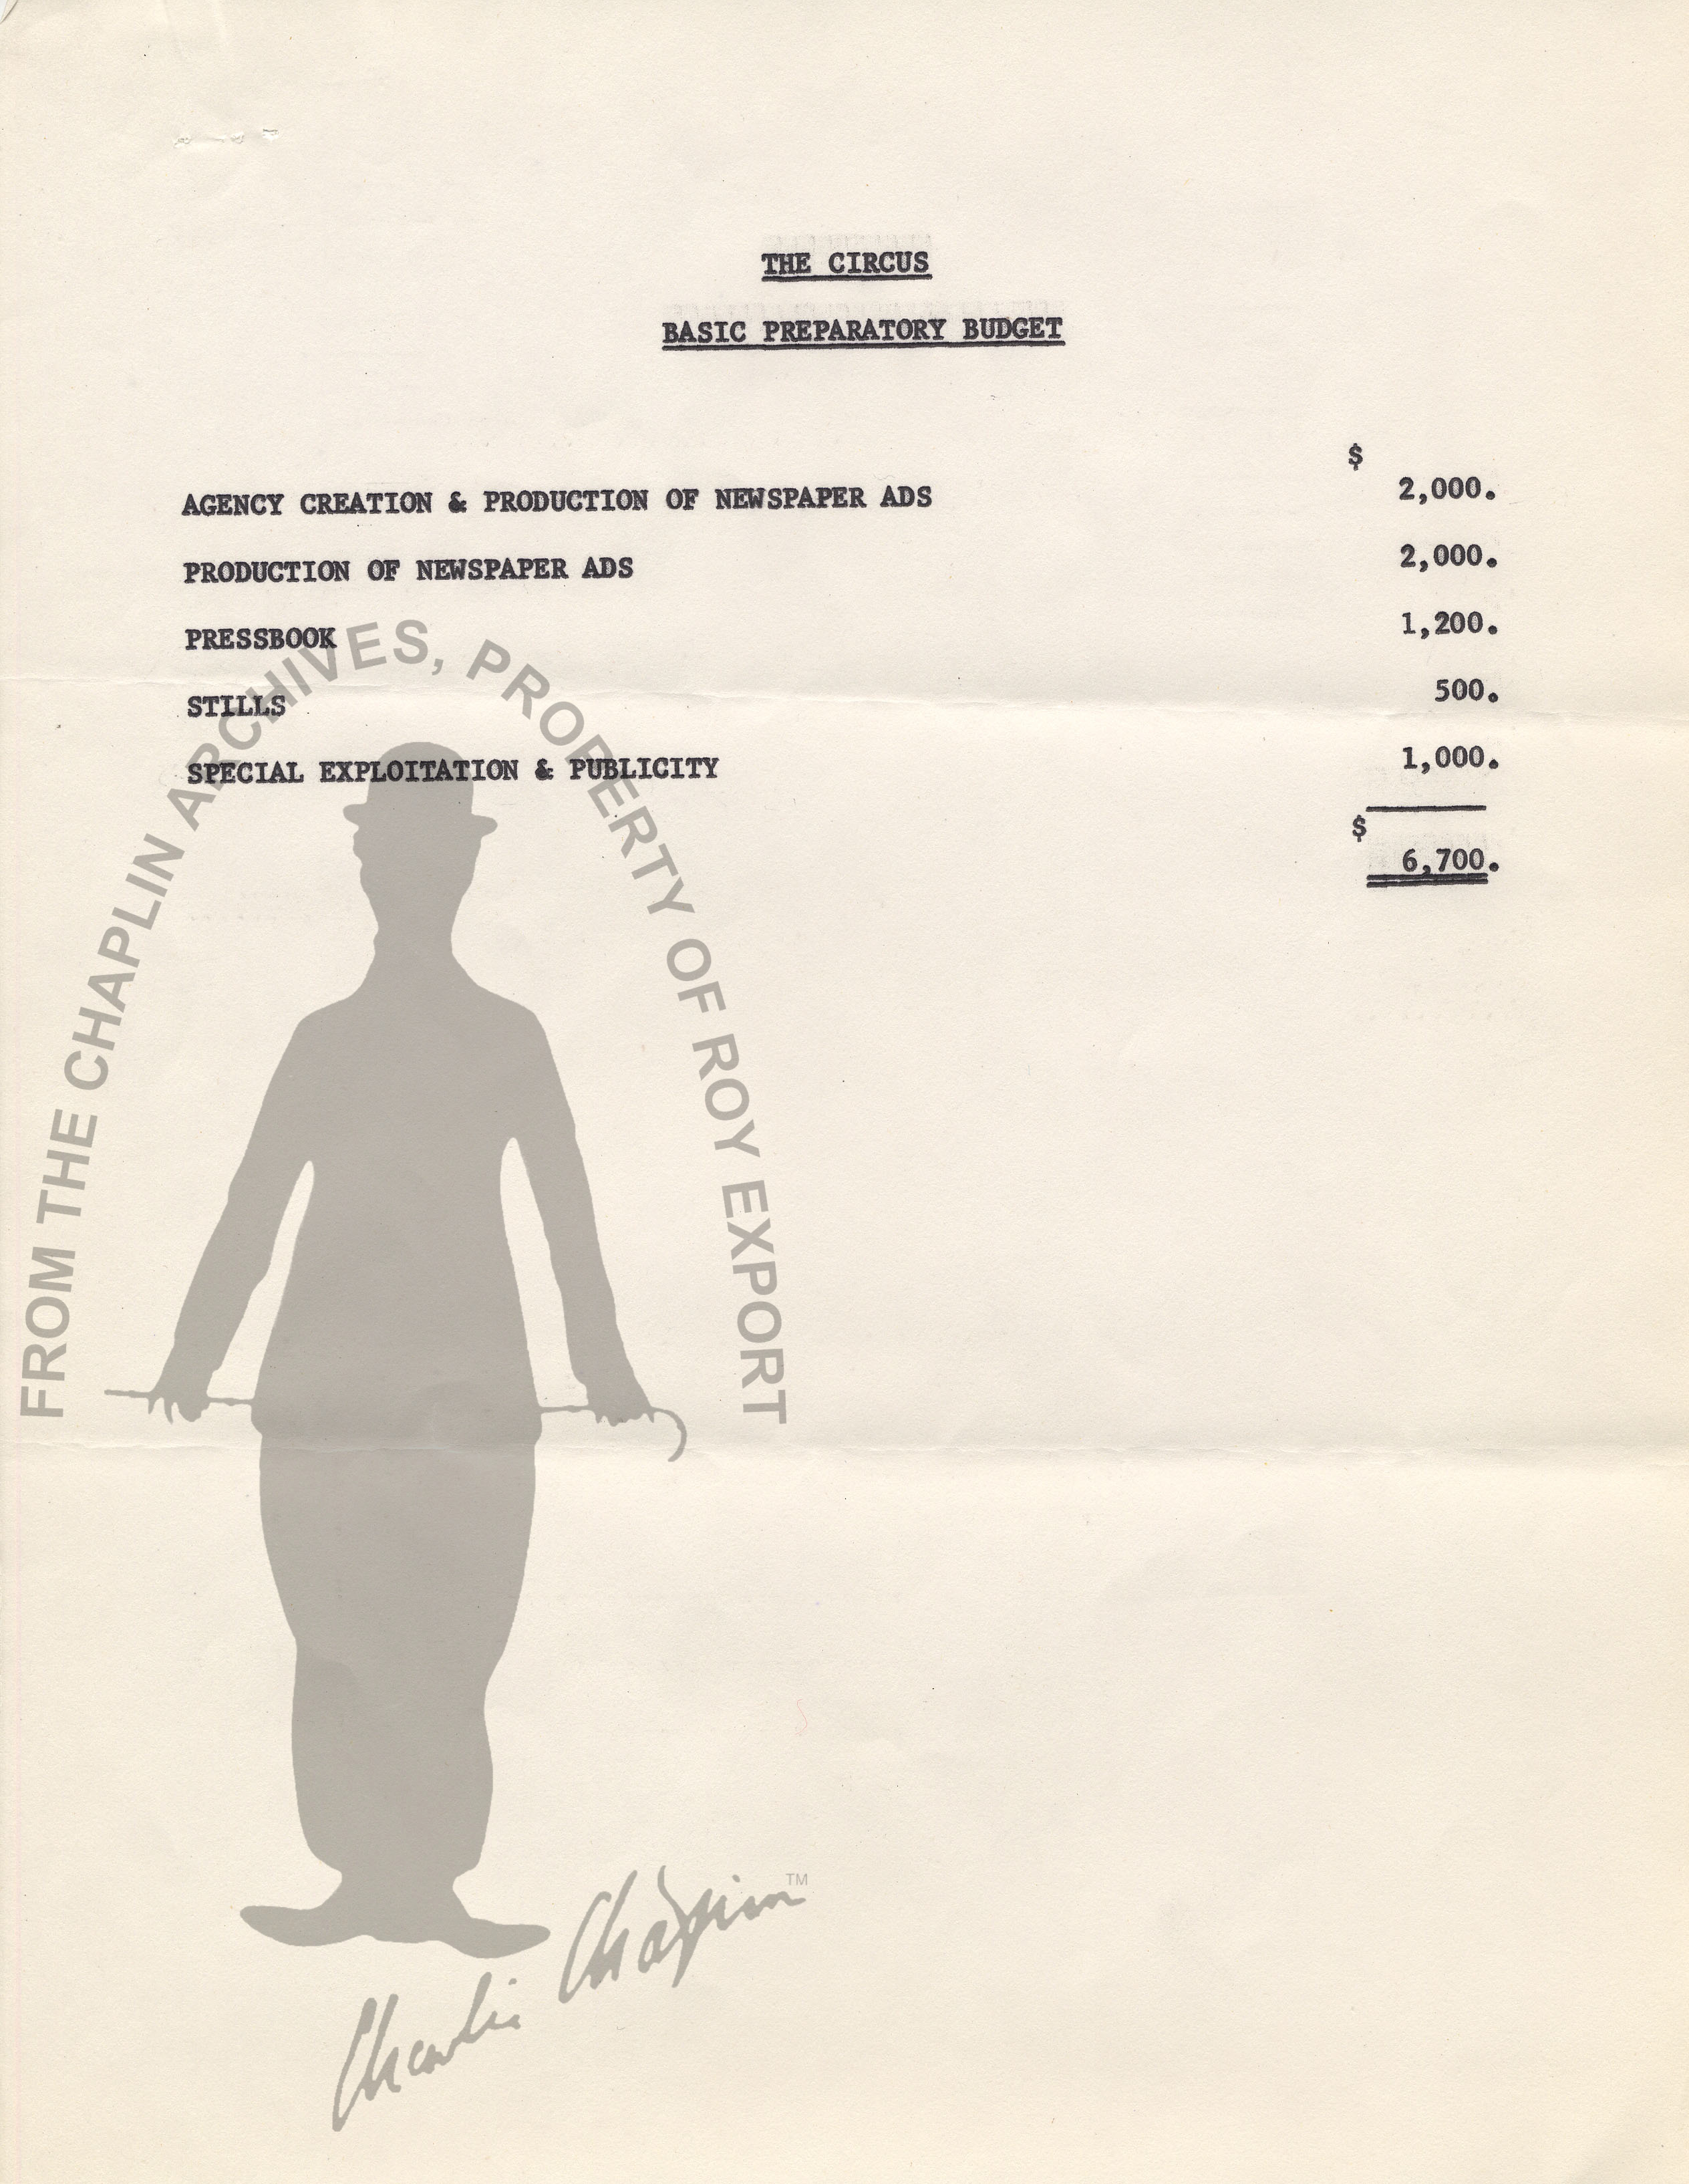 THE CIRCUS
BASIC PREPARATORY BUDGET
$
AGENCY CREATION & PRODUCTION OF NEWSPAPER ADS 2,000.
PRODUCTION OF NEWSPAPER ADS 2,000.
PRESSBOOK 1,200.
STILLS 500.
SPECIAL EXPLOITATION & PUBLICITY 1,000.
$
6,700.
FROM THE CHAPLIN ARCHIVES, PROPERTY OF ROY EXPORT
Charlie Chaplin™